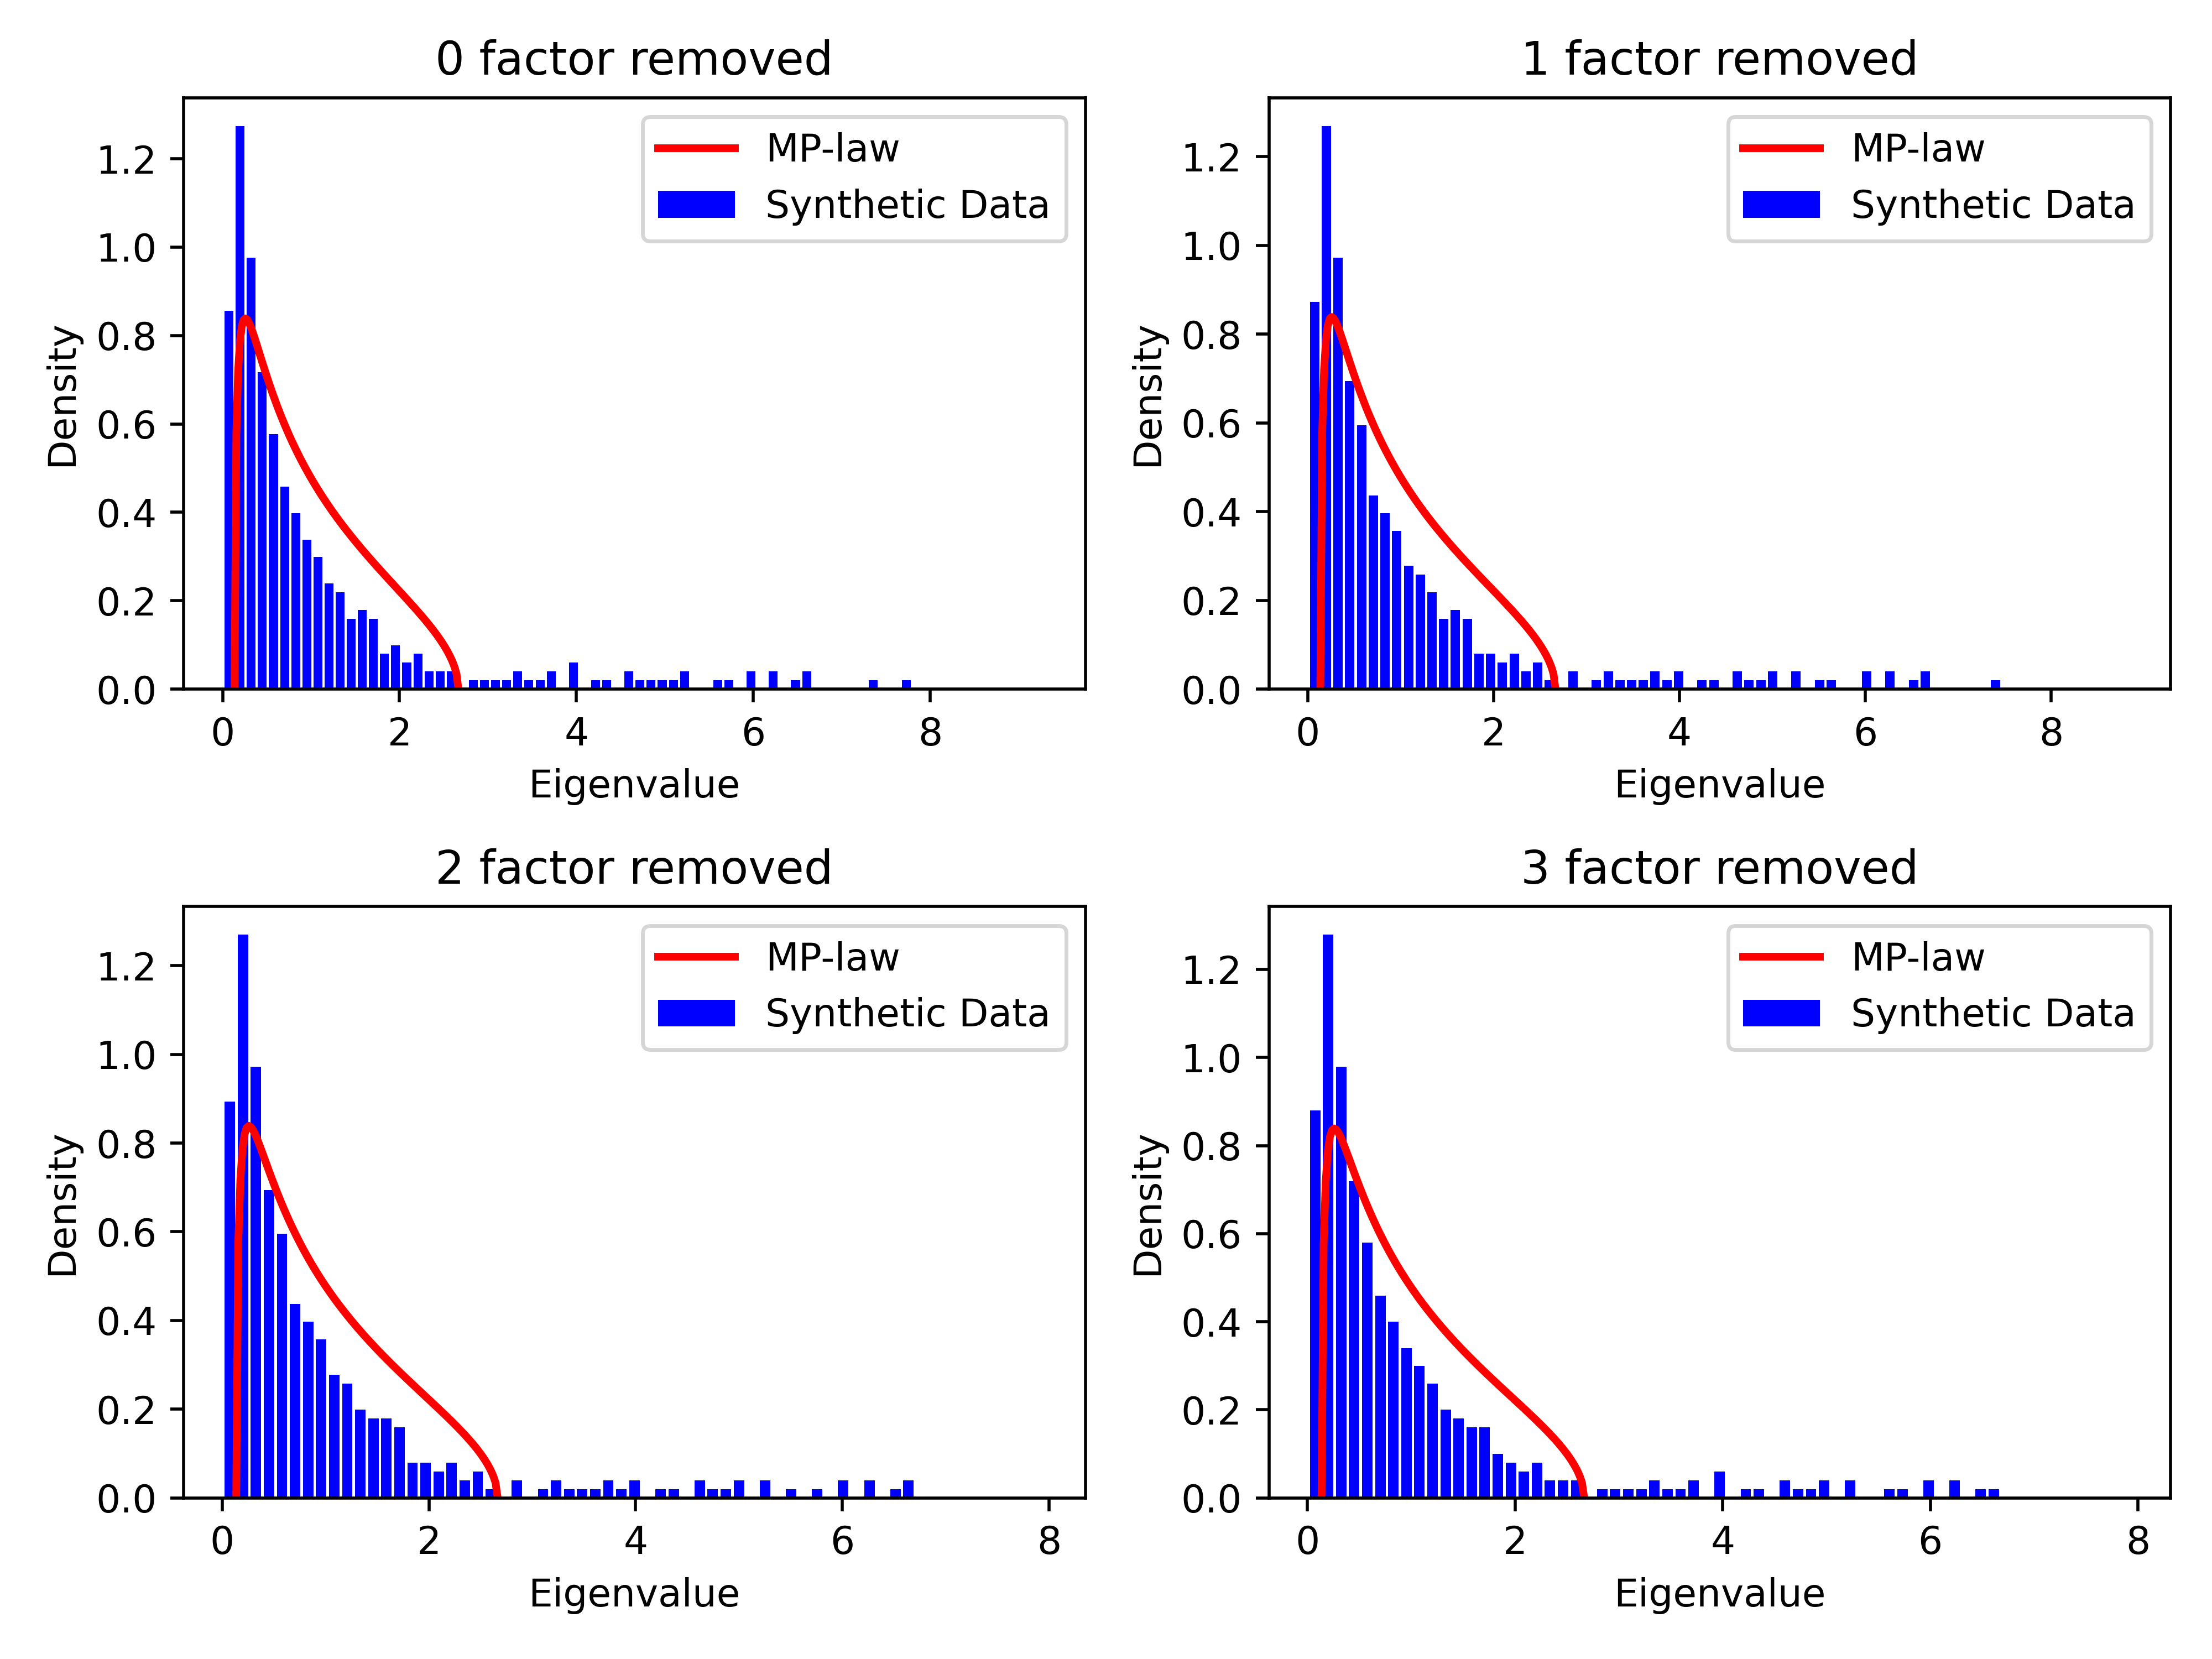 0 factor removed
1.2
1.0
0.8
0.6
0.4
0.2
0.0
Density
MP-law
Synthetic Data
0 2 4 6 8
Eigenvalue
1 factor removed
1.2
1.0
0.8
0.6
0.4
0.2
0.0
Density
MP-law
Synthetic Data
0 2 4 6 8
Eigenvalue
2 factor removed
1.2
1.0
0.8
0.6
0.4
0.2
0.0
Density
MP-law
Synthetic Data
0 2 4 6 8
Eigenvalue
3 factor removed
1.2
1.0
0.8
0.6
0.4
0.2
0.0
Density
MP-law
Synthetic Data
0 2 4 6 8
Eigenvalue